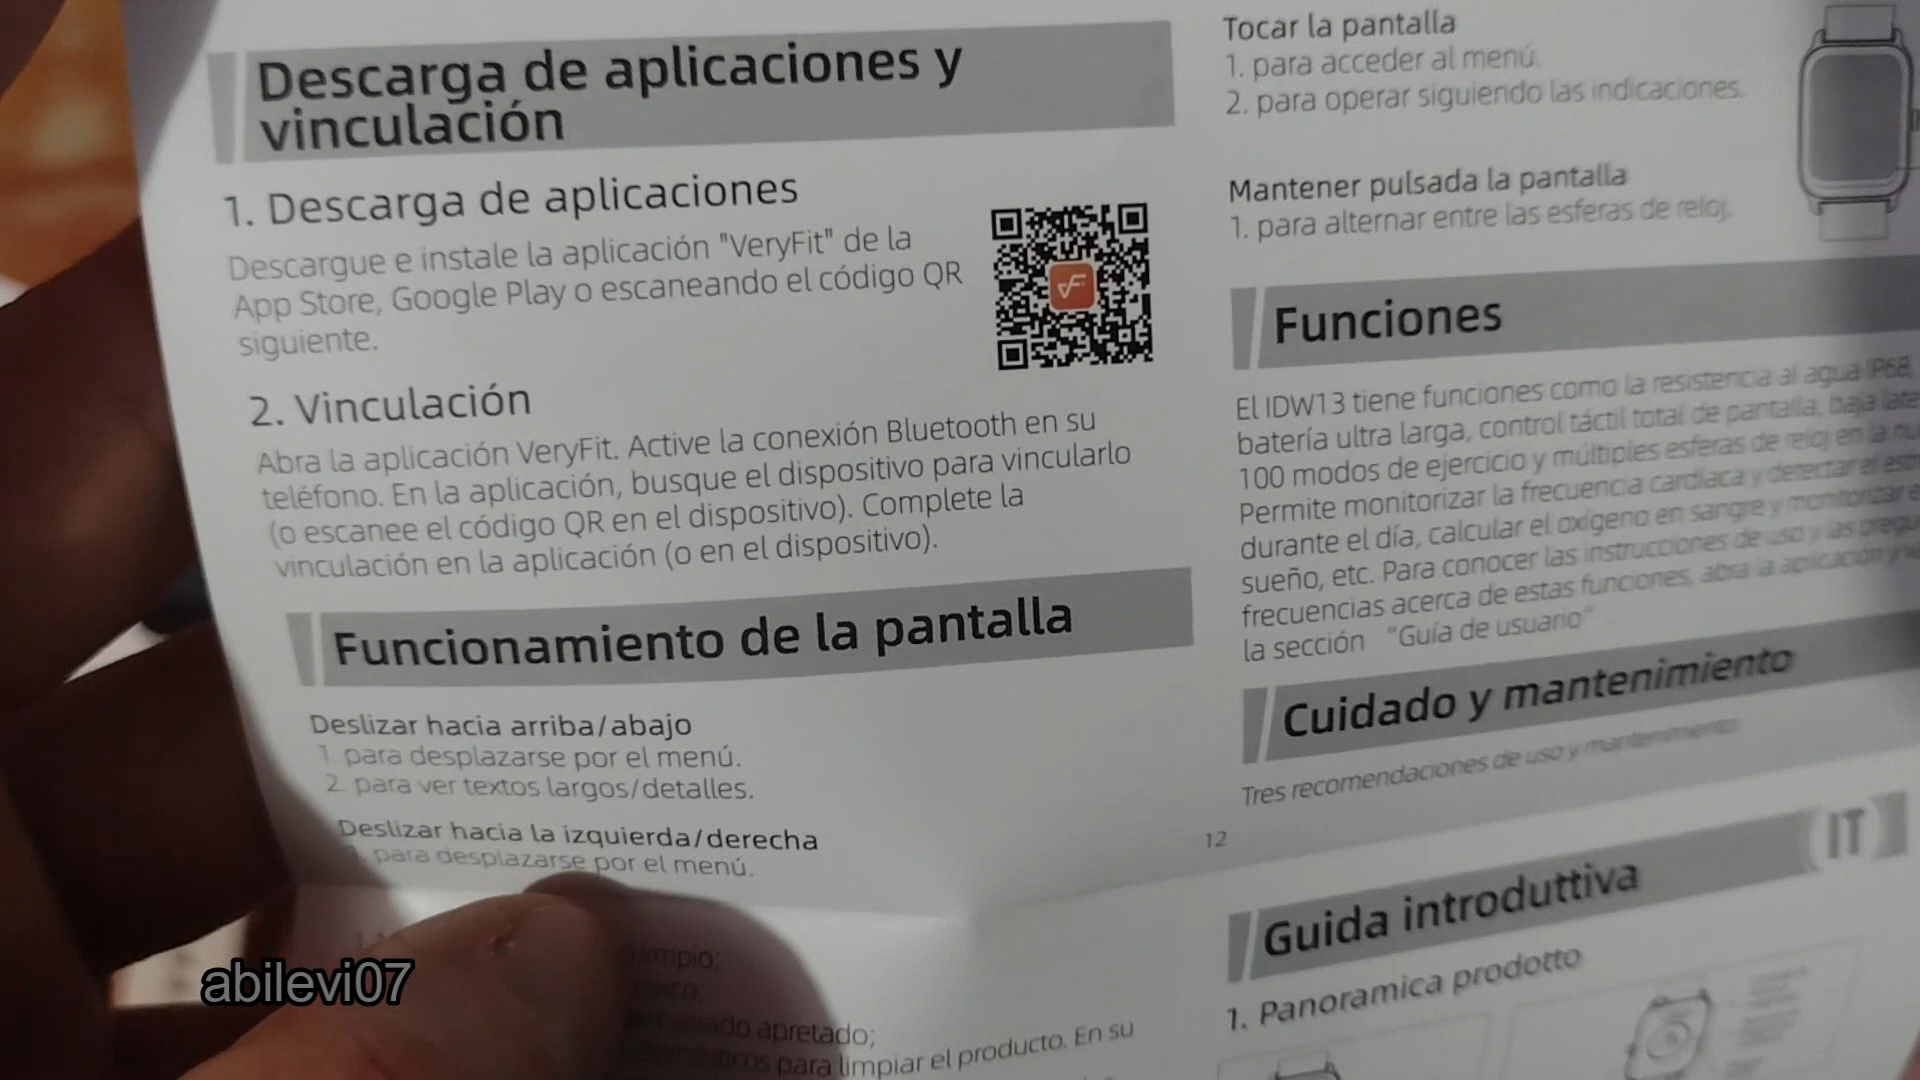 Descarga de aplicaciones y
vinculación
1. Descarga de aplicaciones
Descargue e instale la aplicación "VeryFit" de la
App Store, Google Play o escaneando el código QR
siguiente.
2. Vinculación
Abra la aplicación VeryFit. Active la conexión Bluetooth en su
teléfono. En la aplicación, busque el dispositivo para vincularlo
(o escanee el código QR en el dispositivo). Complete la
vinculación en la aplicación (o en el dispositivo).
Funcionamiento de la pantalla
Deslizar hacia arriba/abajo
1. para desplazarse por el menú.
2. para ver textos largos/detalles.
Deslizar hacia la izquierda/derecha
para desplazarse por el menú.
limpio;
apretado;
para limpiar el producto. En su
Tocar la pantalla
1. para acceder al menú.
2. para operar siguiendo las indicaciones.
Mantener pulsada la pantalla
1. para alternar entre las esferas de reloj.
Funciones
El IDW13 tiene funciones como la resistencia al agua IP68,
batería ultra larga, control táctil total de pantalla, baja
100 modos de ejercicio y múltiples esferas de reloj en la
Permite monitorizar la frecuencia cardíaca y detectar el
durante el día, calcular el oxígeno en sangre y monitorizar
sueño, etc. Para conocer las instrucciones de uso y las
frecuencias acerca de estas funciones, abra la aplicación y
la sección "Guía de usuario"
Cuidado y mantenimiento
Tres recomendaciones de uso y mantenimiento
12
IT
Guida introduttiva
1. Panoramica prodotto
abilevi07